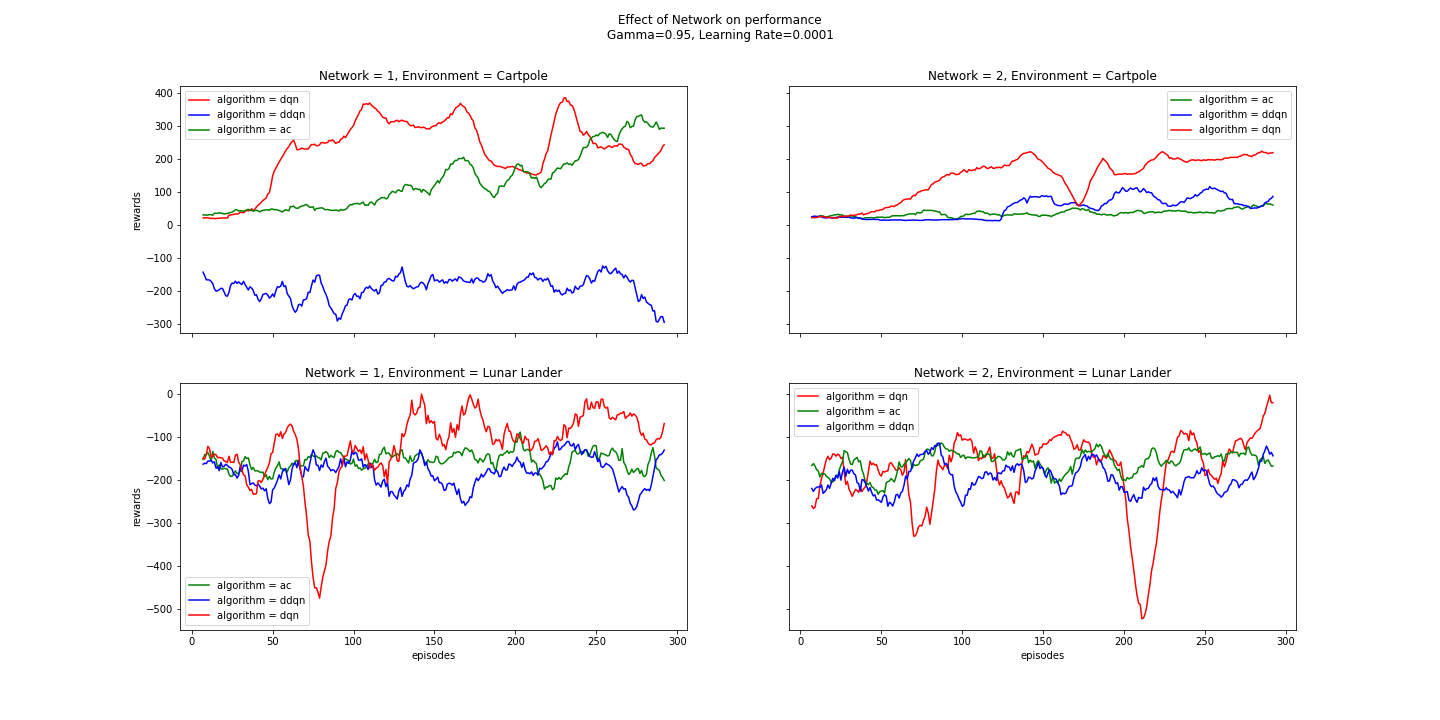 Effect of Network on performance
Gamma=0.95, Learning Rate=0.0001
Network = 1, Environment = Cartpole
algorithm = dqn
algorithm = ddqn
algorithm = ac
rewards
400
300
200
100
0
−100
−200
−300
Network = 2, Environment = Cartpole
algorithm = ac
algorithm = ddqn
algorithm = dqn
Network = 1, Environment = Lunar Lander
algorithm = ac
algorithm = ddqn
algorithm = dqn
rewards
0
−100
−200
−300
−400
−500
0 50 100 150 200 250 300
episodes
Network = 2, Environment = Lunar Lander
algorithm = dqn
algorithm = ac
algorithm = ddqn
0 50 100 150 200 250 300
episodes